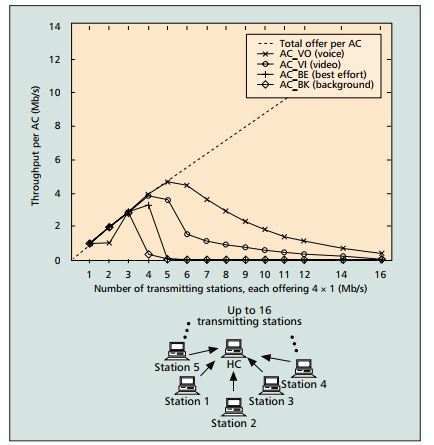 14
12
10
8
6
4
2
0
Throughput per AC (Mb/s)
Total offer per AC
AC_VO (voice)
AC_VI (video)
AC_BE (best effort)
AC_BK (background)
1 2 3 4 5 6 7 8 9 10 11 12 14 16
Number of transmitting stations, each offering 4 × 1 (Mb/s)
Up to 16
transmitting stations
Station 5
HC
Station 4
Station 1
Station 3
Station 2